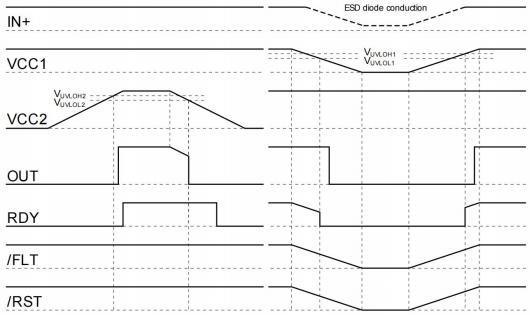 ESD diode conduction
IN+
VUVLOH1
VUVLOL1
VCC1
VUVLOH2
VUVLOL2
VCC2
OUT
RDY
/FLT
/RST